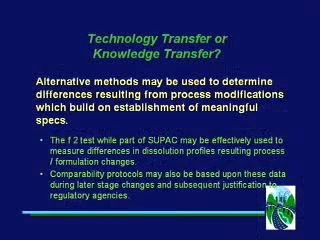 Technology Transfer or
Knowledge Transfer?
Alternative methods may be used to determine
differences resulting from process modifications
which build on establishment of meaningful
specs.
• The f 2 test while part of SUPAC may be effectively used to
measure differences in dissolution profiles resulting process
/ formulation changes.
• Comparability protocols may also be based upon these data
during later stage changes and subsequent justification to
regulatory agencies.